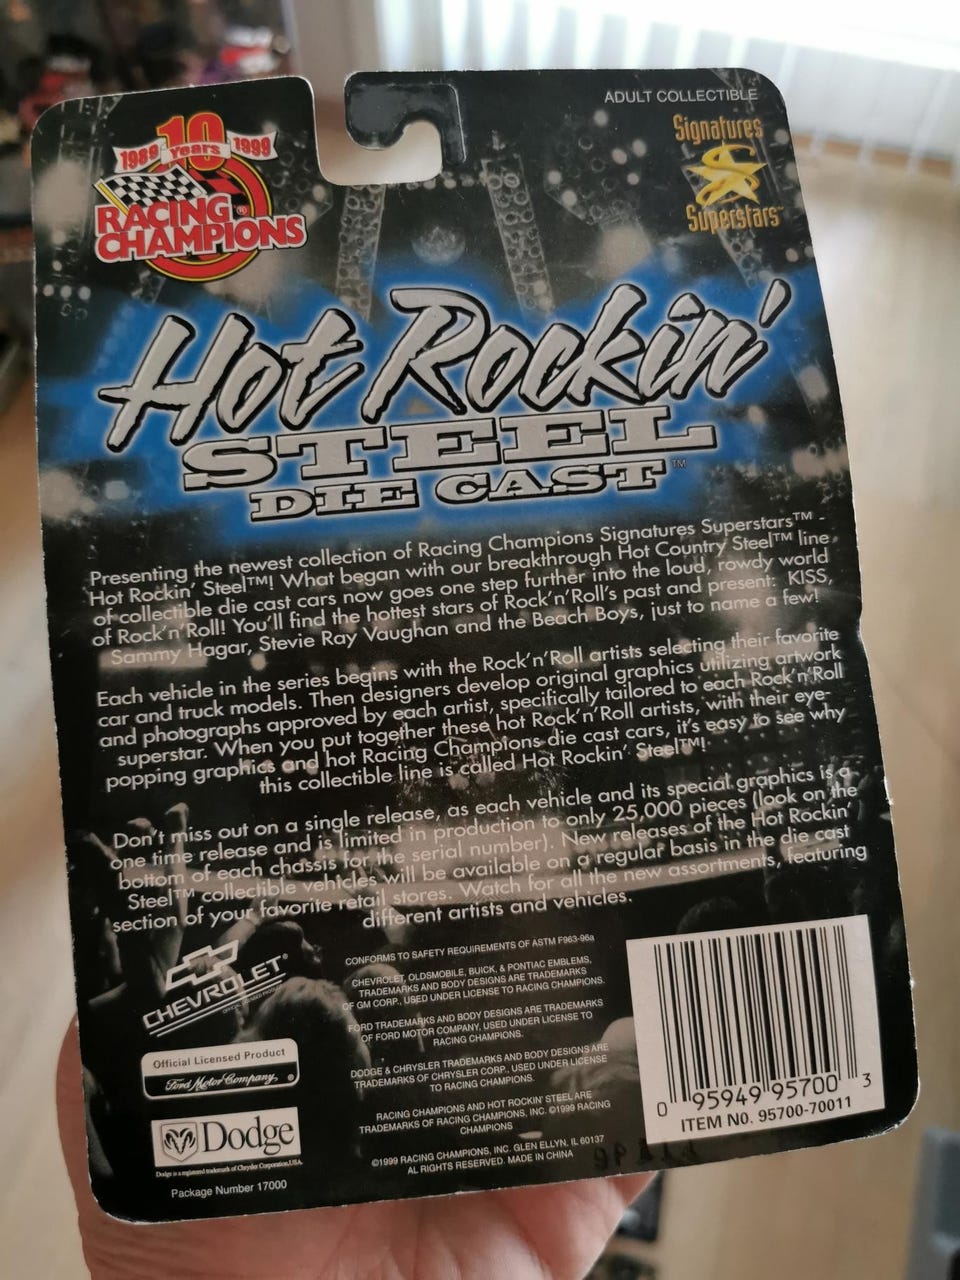 ADULT COLLECTIBLE
10
1989 Years 1999
RACING®
CHAMPIONS
Signatures
SS
Superstars™
Hot Rockin'
STEEL
DIE CAST™
Presenting the newest collection of Racing Champions Signatures Superstars™ -
Hot Rockin' Steel™! What began with our breakthrough Hot Country Steel™ line
of collectible die cast cars now goes one step further into the loud, rowdy world
of Rock'n'Roll! You'll find the hottest stars of Rock'n'Roll's past and present: KISS,
Sammy Hagar, Stevie Ray Vaughan and the Beach Boys, just to name a few!
Each vehicle in the series begins with the Rock'n'Roll artists selecting their favorite
car and truck models. Then designers develop original graphics utilizing artwork
and photographs approved by each artist, specifically tailored to each Rock'n'Roll
superstar. When you put together these hot Rock'n'Roll artists, with their eye-
popping graphics and hot Racing Champions die cast cars, it's easy to see why
this collectible line is called Hot Rockin' Steel™!
Don't miss out on a single release, as each vehicle and its special graphics is a
one time release and is limited in production to only 25,000 pieces (look on the
bottom of each chassis for the serial number). New releases of the Hot Rockin'
Steel™ collectible vehicles will be available on a regular basis in the die cast
section of your favorite retail stores. Watch for all the new assortments, featuring
different artists and vehicles.
CHEVROLET®
Official Licensed Product
Ford Motor Company, ®
Dodge
Dodge is a registered trademark of Chrysler Corporation, USA.
Package Number 17000
CONFORMS TO SAFETY REQUIREMENTS OF ASTM F963-96a
CHEVROLET, OLDSMOBILE, BUICK, & PONTIAC EMBLEMS,
TRADEMARKS AND BODY DESIGNS ARE TRADEMARKS
OF GM CORP., USED UNDER LICENSE TO RACING CHAMPIONS.
FORD TRADEMARKS AND BODY DESIGNS ARE TRADEMARKS
OF FORD MOTOR COMPANY, USED UNDER LICENSE TO
RACING CHAMPIONS.
DODGE & CHRYSLER TRADEMARKS AND BODY DESIGNS ARE
TRADEMARKS OF CHRYSLER CORP., USED UNDER LICENSE
TO RACING CHAMPIONS.
RACING CHAMPIONS AND HOT ROCKIN' STEEL ARE
TRADEMARKS OF RACING CHAMPIONS, INC. ©1999 RACING
CHAMPIONS
©1999 RACING CHAMPIONS, INC. GLEN ELLYN, IL 60137
AL RIGHTS RESERVED. MADE IN CHINA
0 95949 95700 3
ITEM NO. 95700-70011